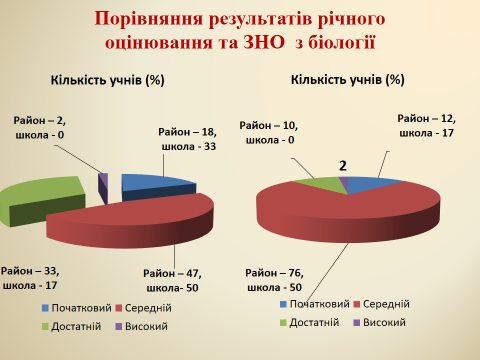 Порівняння результатів річного
оцінювання та ЗНО  з біології
Кількість учнів (%)
Район – 2,
школа - 0
Район – 18,
школа - 33
Район – 33,
школа - 17
Район – 47,
школа- 50
Початковий
Середній
Достатній
Високий
Кількість учнів (%)
Район – 10,
школа - 0
Район – 12,
школа - 17
2
Район – 76,
школа - 50
Початковий
Середній
Достатній
Високий